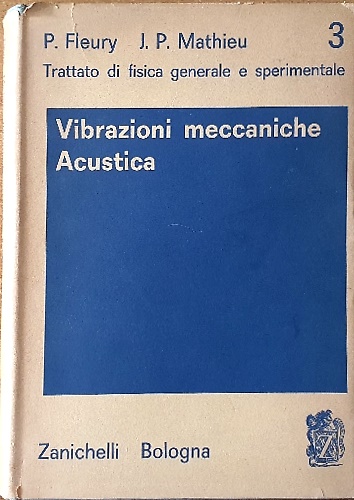 P. Fleury J. P. Mathieu 3
Trattato di fisica generale e sperimentale
Vibrazioni meccaniche
Acustica
Zanichelli Bologna
Z